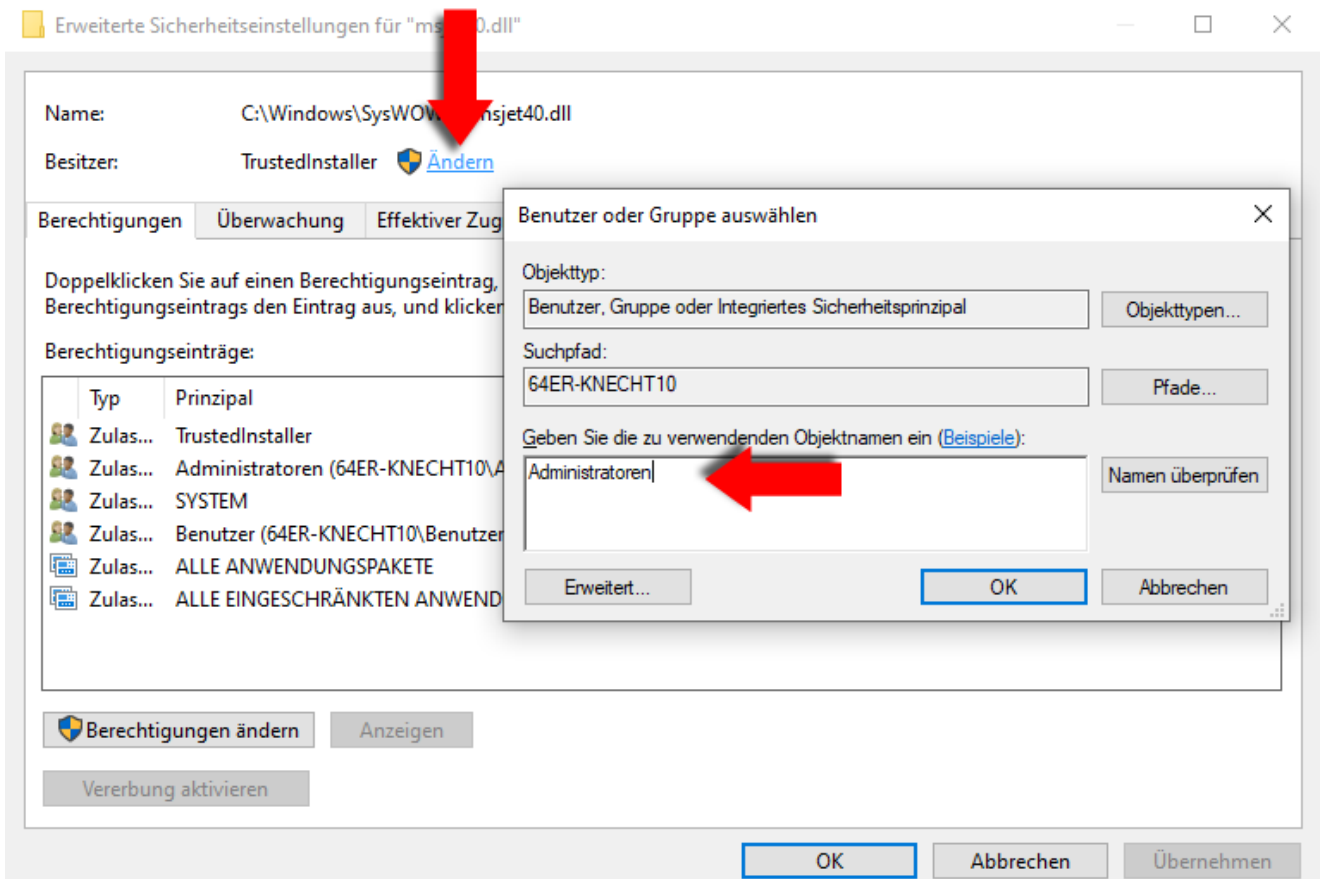 Erweiterte Sicherheitseinstellungen für "ms 0.dll"
Name: C:\Windows\SysWOW msjet40.dll
Besitzer: TrustedInstaller Ändern
Berechtigungen Überwachung Effektiver Zug
Doppelklicken Sie auf einen Berechtigungseintrag,
Berechtigungseintrags den Eintrag aus, und klicken
Berechtigungseinträge:
Typ Prinzipal
Zulas... TrustedInstaller
Zulas... Administratoren (64ER-KNECHT10\A
Zulas... SYSTEM
Zulas... Benutzer (64ER-KNECHT10\Benutzer
Zulas... ALLE ANWENDUNGSPAKETE
Zulas... ALLE EINGESCHRÄNKTEN ANWEND
Berechtigungen ändern Anzeigen
Vererbung aktivieren
OK Abbrechen Übernehmen
Benutzer oder Gruppe auswählen
Objekttyp:
Benutzer, Gruppe oder Integriertes Sicherheitsprinzipal Objekttypen...
Suchpfad:
64ER-KNECHT10 Pfade...
Geben Sie die zu verwendenden Objektnamen ein (Beispiele):
Administratoren Namen überprüfen
Erweitert... OK Abbrechen